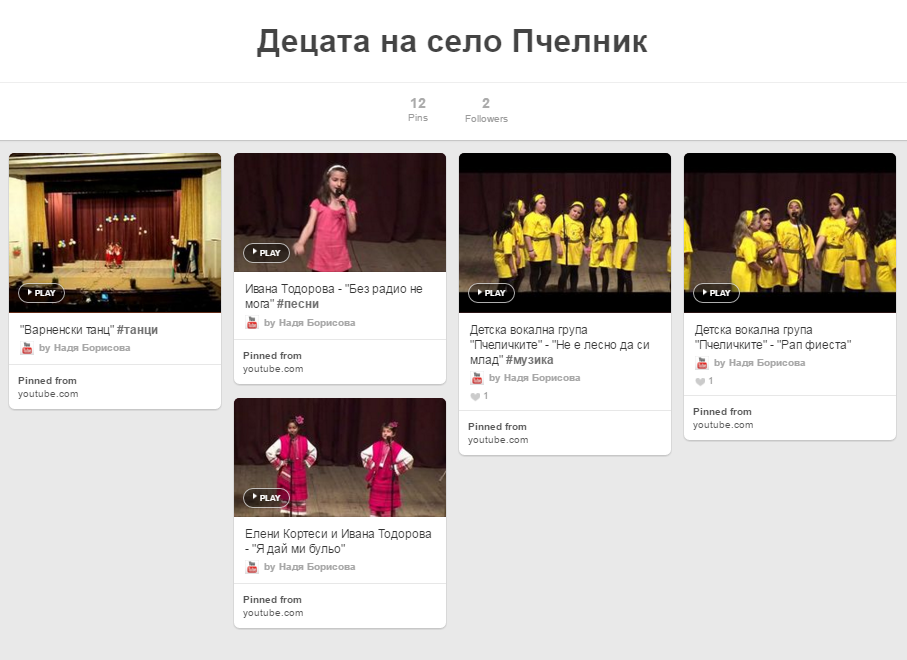 Децата на село Пчелник
12
Pins
2
Followers
PLAY
"Варненски танц" #танци
by Надя Борисова
Pinned from
youtube.com
PLAY
Ивана Тодорова - "Без радио не
мога" #песни
by Надя Борисова
Pinned from
youtube.com
PLAY
Елени Кортеси и Ивана Тодорова
- "Я дай ми бульо"
by Надя Борисова
Pinned from
youtube.com
PLAY
Детска вокална група
"Пчеличките" - "Не е лесно да си
млад" #музика
by Надя Борисова
1
Pinned from
youtube.com
PLAY
Детска вокална група
"Пчеличките" - "Рап фиеста"
by Надя Борисова
1
Pinned from
youtube.com